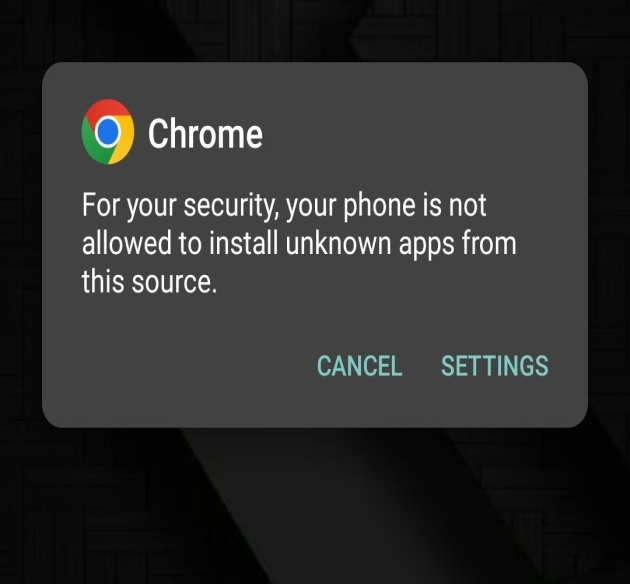 Chrome
For your security, your phone is not
allowed to install unknown apps from
this source.
CANCEL SETTINGS